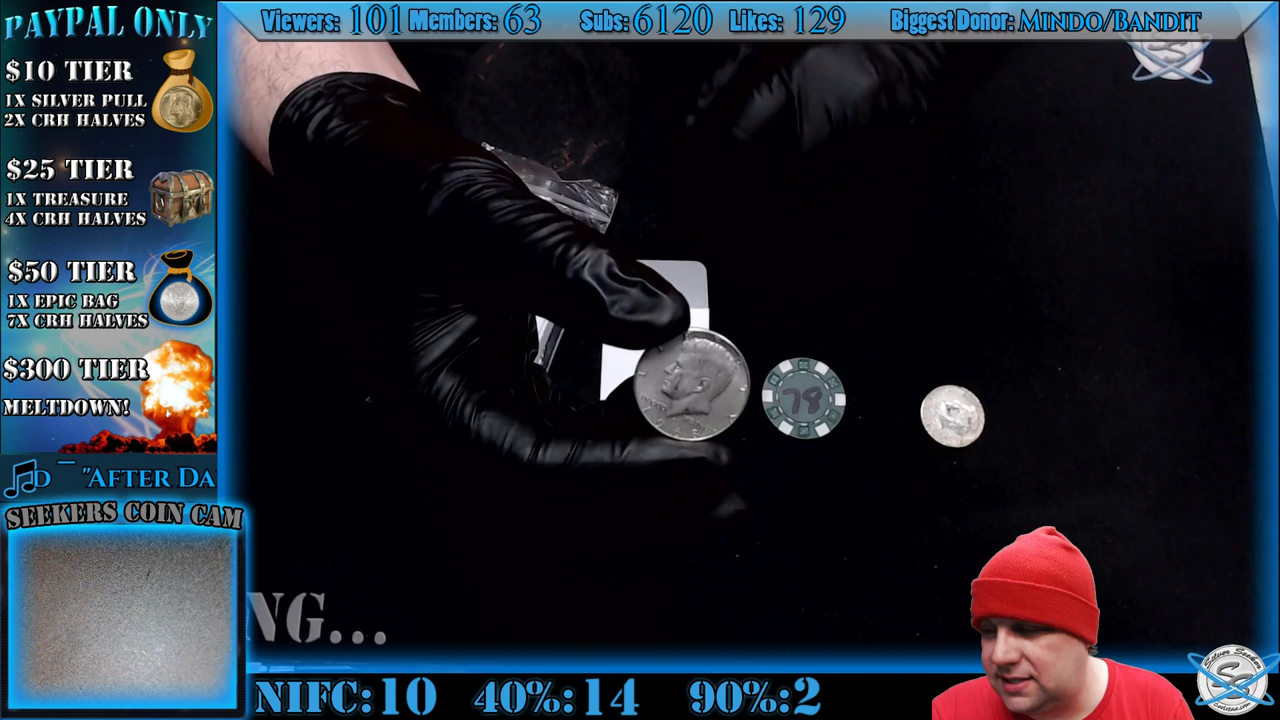 PAYPAL ONLY
$10 TIER
1X SILVER PULL
2X CRH HALVES
$25 TIER
1X TREASURE
4X CRH HALVES
$50 TIER
1X EPIC BAG
7X CRH HALVES
$300 TIER
MELTDOWN!
D "AFTER DA
SEEKERS COIN CAM
Viewers: 101 Members: 63 Subs: 6120 Likes: 129 Biggest Donor: MINDO/BANDIT
78
NG...
NIFC:10 40%:14 90%:2
Silver Seeker